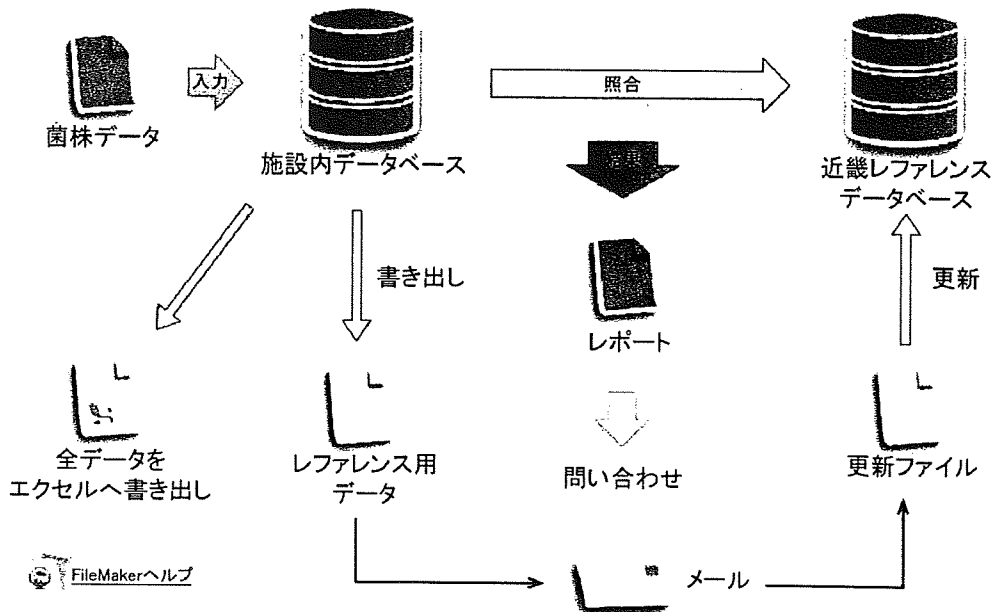 入力
照合
菌株データ
施設内データベース
結果
近畿レファレンス
データベース
書き出し
更新
レポート
全データを
エクセルへ書き出し
レファレンス用
データ
問い合わせ
更新ファイル
FileMakerヘルプ
メール